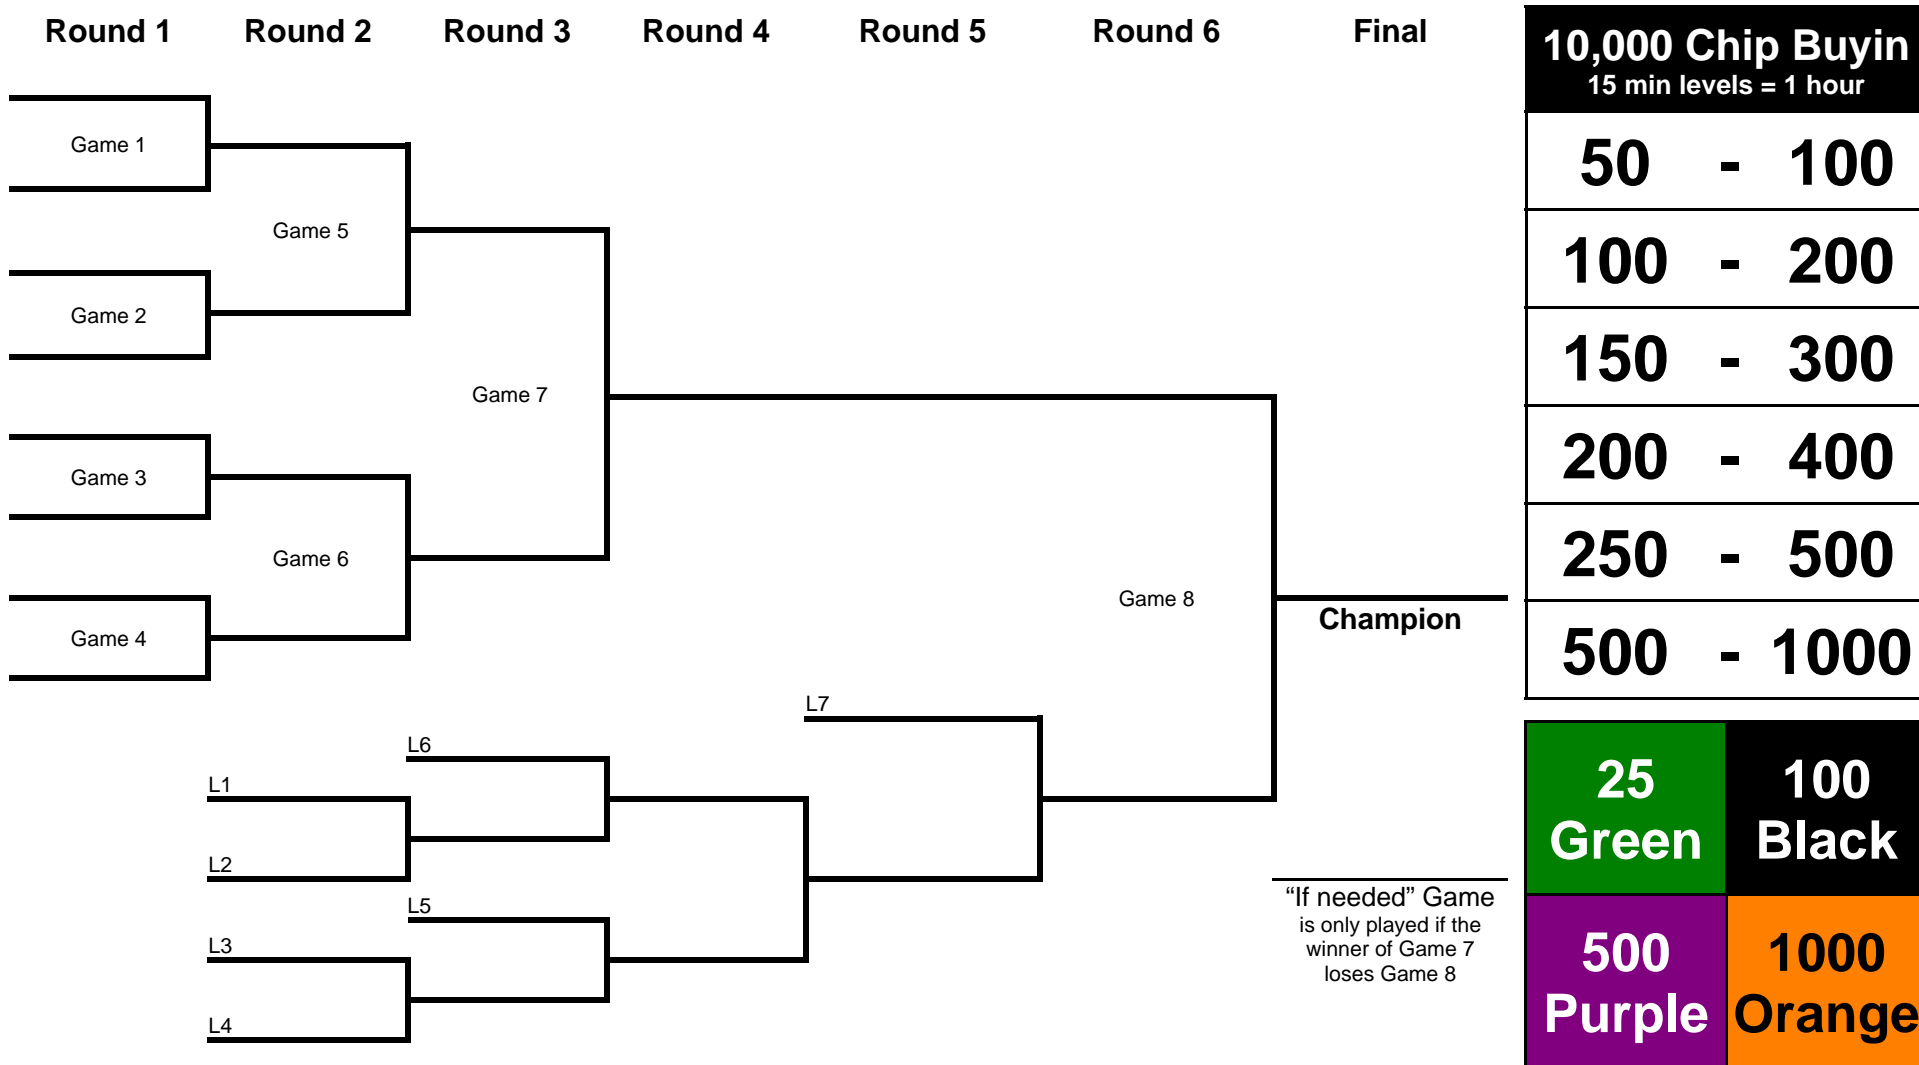 Round 1 Round 2 Round 3 Round 4 Round 5 Round 6 Final
Game 1
Game 5
Game 2
Game 7
Game 3
Game 6
Game 4
Game 8
Champion
L7
L6
L1
L2
L5
L3
L4
“If needed” Game
is only played if the
winner of Game 7
loses Game 8
10,000 Chip Buyin
15 min levels = 1 hour
50 - 100
100 - 200
150 - 300
200 - 400
250 - 500
500 - 1000
25 100
Green Black
500 1000
Purple Orange